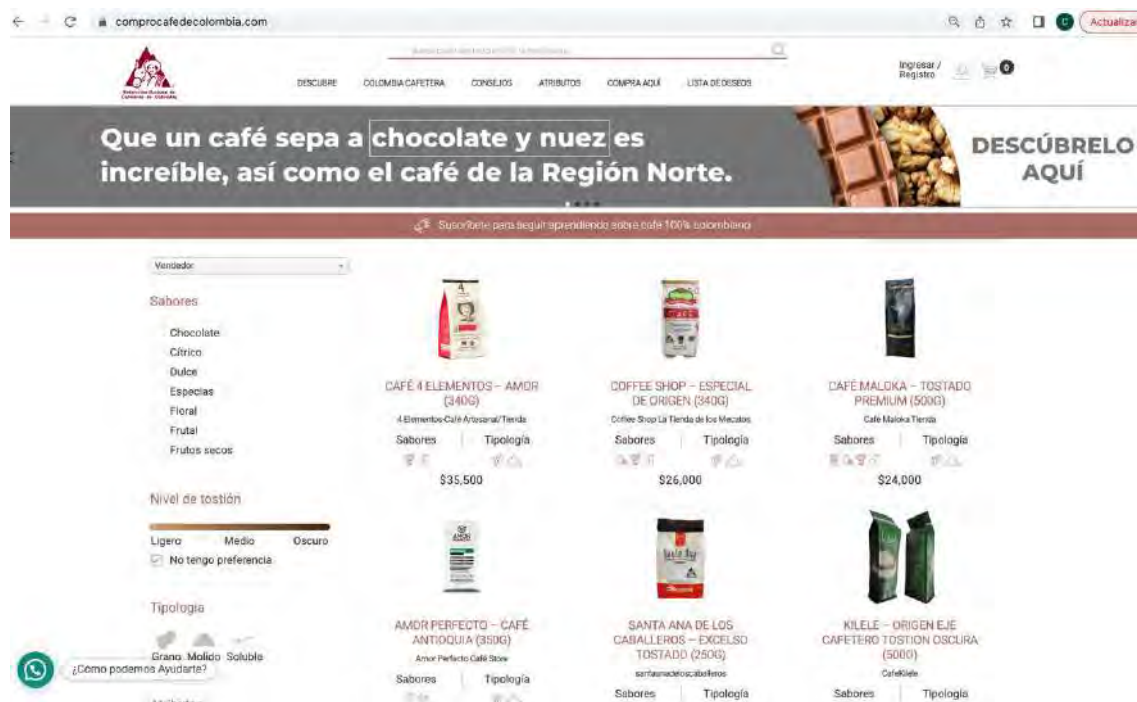 comprocafedecolombia.com
Actualizar
DESCUBRE COLOMBIA CAFETERA CONSEJOS ATRIBUTOS COMPRA AQUÍ LISTA DE DESEOS
Ingresar /
Registro
0
Que un café sepa a chocolate y nuez es
increíble, así como el café de la Región Norte.
DESCÚBRELO
AQUÍ
Suscríbete para seguir aprendiendo sobre café 100% colombiano
Vendedor
Sabores
Chocolate
Cítrico
Dulce
Especias
Floral
Frutal
Frutos secos
Nivel de tostión
Ligero Medio Oscuro
No tengo preferencia
Tipología
Grano Molido Soluble
¿Cómo podemos Ayudarte?
CAFÉ 4 ELEMENTOS – AMOR
(340G)
4 Elementos-Café Artesanal/Tienda
Sabores Tipología
$35,500
COFFEE SHOP – ESPECIAL
DE ORIGEN (340G)
Coffee Shop La Tienda de los Mecatos
Sabores Tipología
$26,000
CAFÉ MALOKA – TOSTADO
PREMIUM (500G)
Café Maloka Tienda
Sabores Tipología
$24,000
AMOR PERFECTO – CAFÉ
ANTIOQUIA (350G)
Amor Perfecto Café Store
Sabores Tipología
SANTA ANA DE LOS
CABALLEROS – EXCELSO
TOSTADO (250G)
santaanadeloscaballeros
Sabores Tipología
KILELE – ORIGEN EJE
CAFETERO TOSTION OSCURA
(500G)
CafeKilele
Sabores Tipología